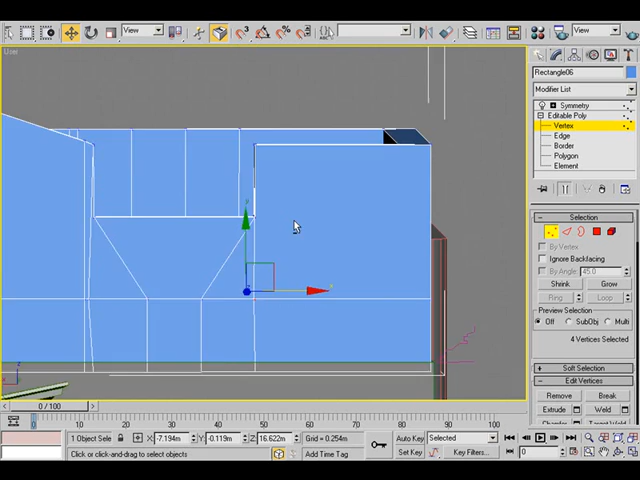 View
View
User
Rectangle06
Modifier List
Symmetry
Editable Poly
Vertex
Edge
Border
Polygon
Element
Selection
By Vertex
Ignore Backfacing
By Angle: 45.0
Shrink Grow
Ring Loop
Preview Selection
Off SubObj Multi
4 Vertices Selected
Soft Selection
Edit Vertices
Remove Break
Extrude Weld
0 / 100
0 10 20 30 40 50 60 70 80 90 100
1 Object Sele X: -7.194m Y: -0.119m Z: 16.622m Grid = 0.254m
Auto Key Selected
Click or click-and-drag to select objects Add Time Tag Set Key Key Filters... 0